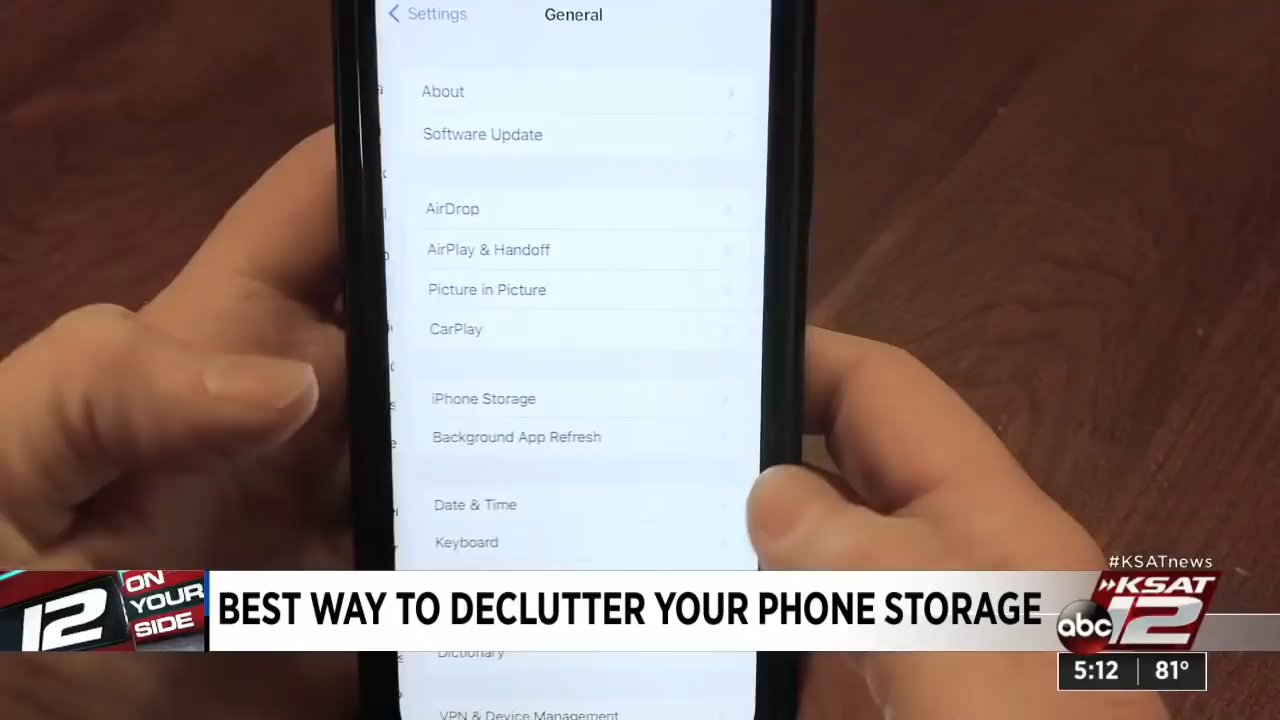 Settings
General
About
Software Update
AirDrop
AirPlay & Handoff
Picture in Picture
CarPlay
iPhone Storage
Background App Refresh
Date & Time
Keyboard
#KSATnews
12
ON
YOUR
SIDE
BEST WAY TO DECLUTTER YOUR PHONE STORAGE
KSAT
abc
12
5:12
81°
Dictionary
VPN & Device Management